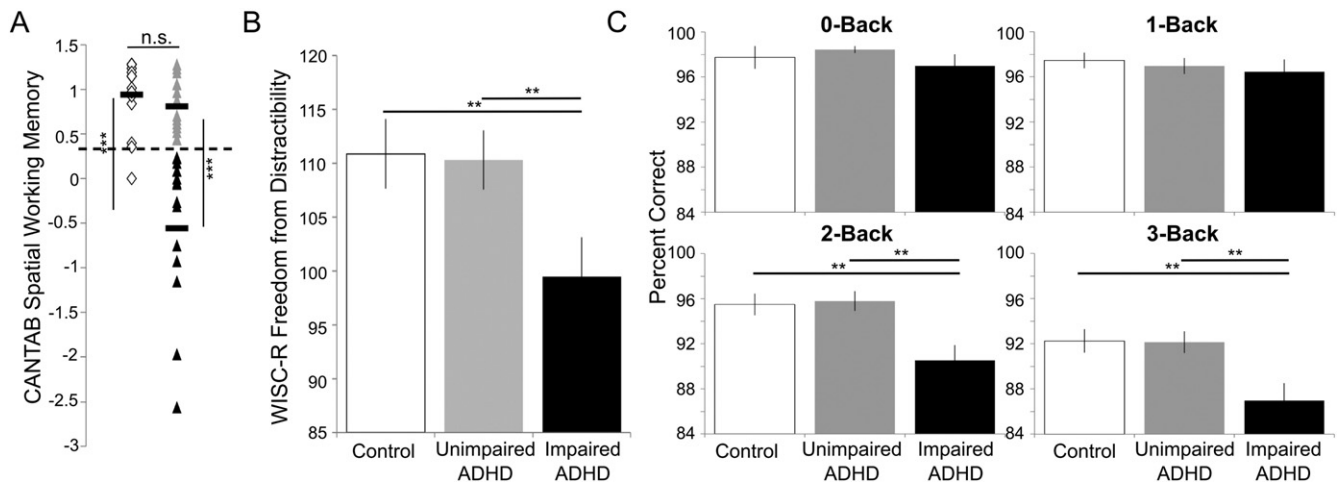 A
CANTAB Spatial Working Memory
1.5
1
0.5
0
-0.5
-1
-1.5
-2
-2.5
-3
n.s.
***
***
B
WISC-R Freedom from Distractibility
120
115
110
105
100
95
90
85
**
**
Control
Unimpaired
ADHD
Impaired
ADHD
C
Percent Correct
0-Back
100
98
96
92
98
84
1-Back
100
96
92
98
84
2-Back
100
96
92
88
84
**
**
Control
Unimpaired
ADHD
Impaired
ADHD
3-Back
100
96
92
88
84
**
**
Control
Unimpaired
ADHD
Impaired
ADHD